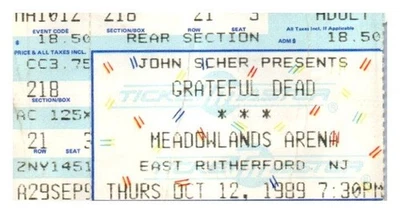 MA1012 218 21 3 ADULT
EVENT CODE SECTION/BOX ROW SEAT
$ 18.50 REAR SECTION ADM $ 18.50
PRICE & ALL TAXES INCL. All Taxes Incl. If Applicable
CC3.75 JOHN SCHER PRESENTS
218 GRATEFUL DEAD
SECTION/BOX
AC 125X * * *
21 3 MEADOWLANDS ARENA
ROW SEAT
ZNY1451 EAST RUTHERFORD NJ
A29SEP9 THURS OCT 12, 1989 7:30PM